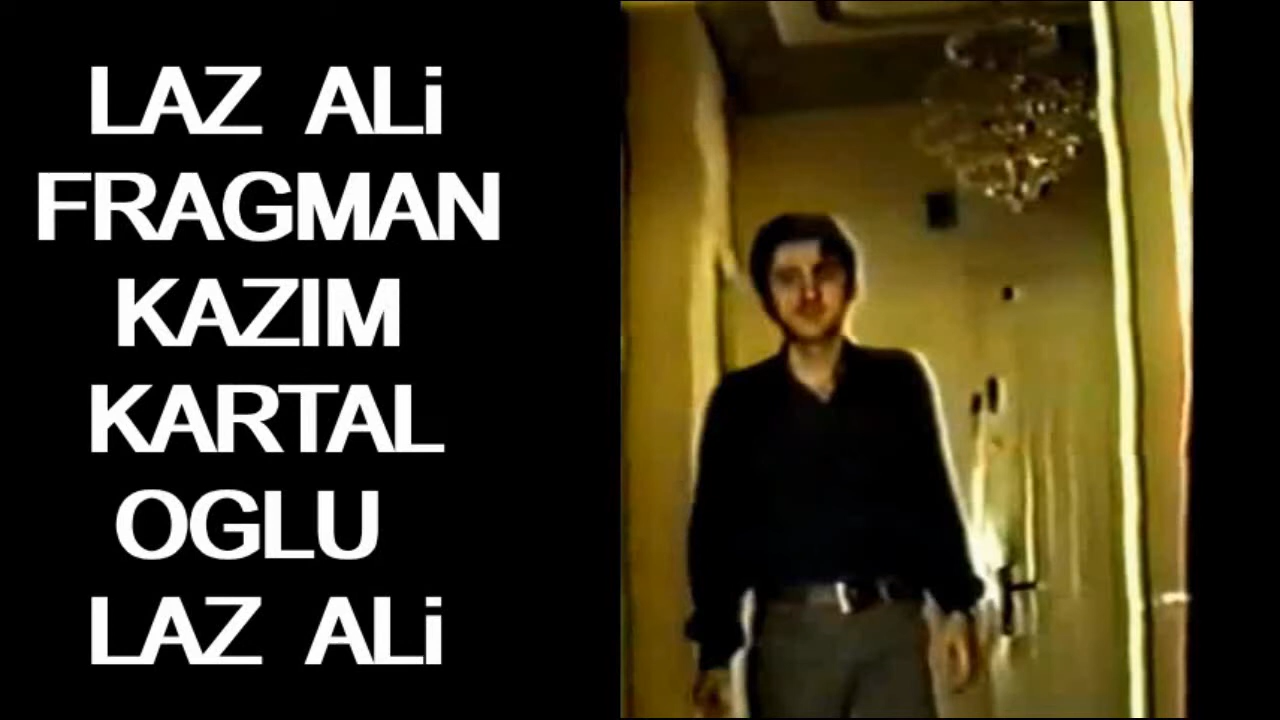 LAZ ALi
FRAGMAN
KAZIM
KARTAL
OGLU
LAZ ALi